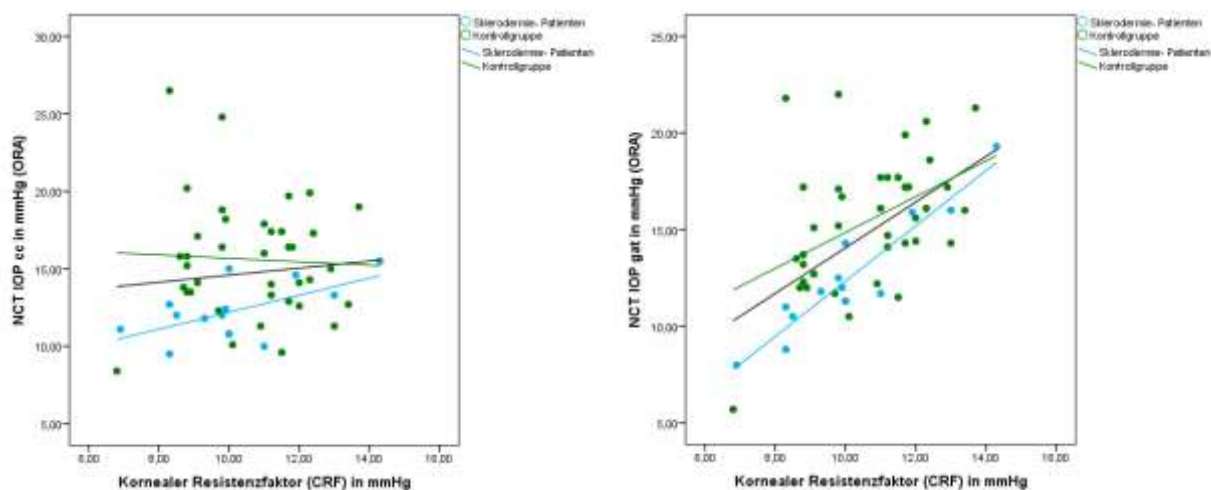 Sklerodermie- Patienten
Kontrollgruppe
Sklerodermie- Patienten
Kontrollgruppe
30,00
25,00
20,00
15,00
10,00
5,00
NCT IOP cc in mmHg (ORA)
6,00 8,00 10,00 12,00 14,00 16,00
Kornealer Resistenzfaktor (CRF) in mmHg
Sklerodermie- Patienten
Kontrollgruppe
Sklerodermie- Patienten
Kontrollgruppe
25,00
20,00
15,00
10,00
5,00
NCT IOP gat in mmHg (ORA)
6,00 8,00 10,00 12,00 14,00 16,00
Kornealer Resistenzfaktor (CRF) in mmHg